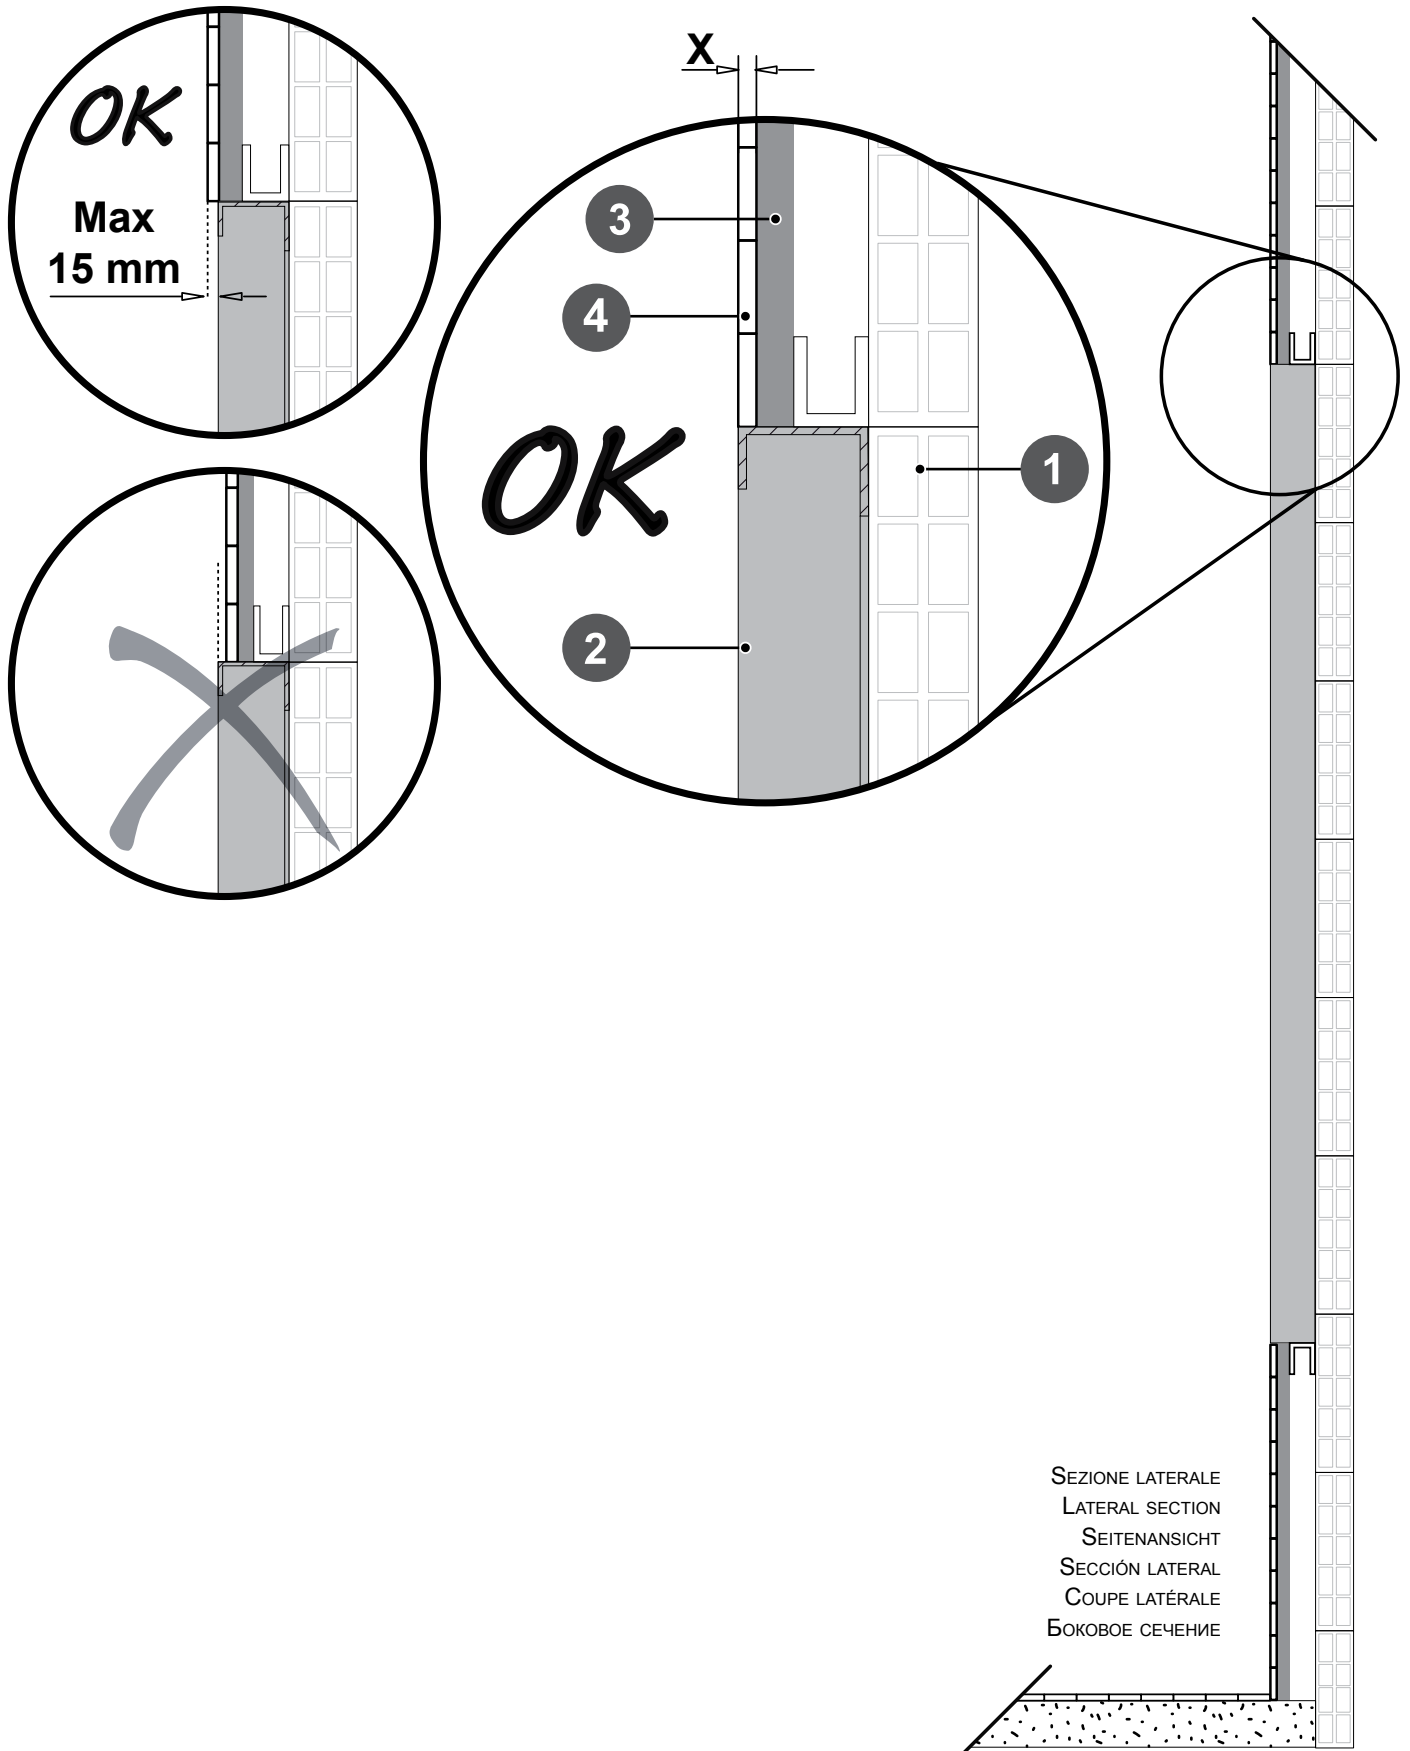 OK
Max
15 mm
X
3
4
OK
1
2
Sezione laterale
Lateral section
Seitenansicht
Sección lateral
Coupe latérale
Боковое сечение